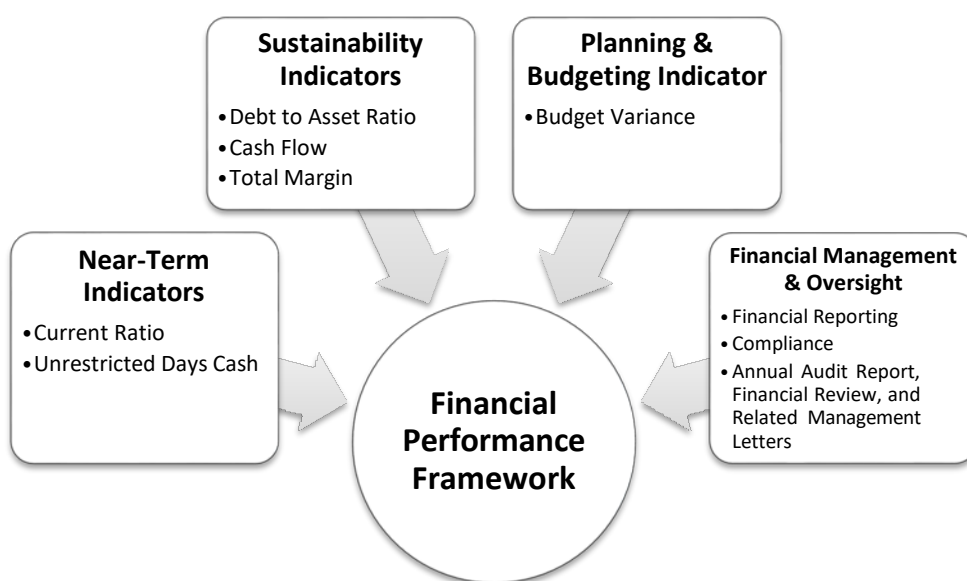 Sustainability
Indicators
•Debt to Asset Ratio
•Cash Flow
•Total Margin
Planning &
Budgeting Indicator
•Budget Variance
Near-Term
Indicators
•Current Ratio
•Unrestricted Days Cash
Financial Management
& Oversight
• Financial Reporting
• Compliance
• Annual Audit Report,
Financial Review, and
Related Management
Letters
Financial
Performance
Framework